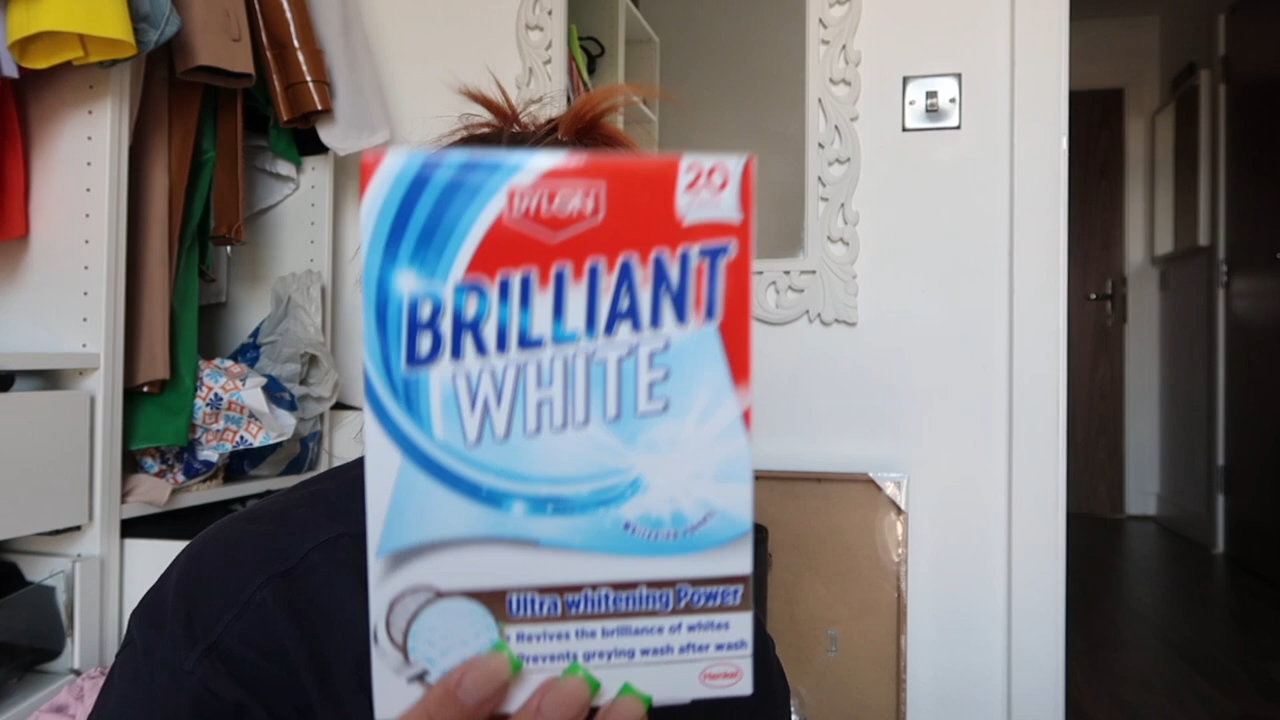 DYLON
20
BRILLIANT
WHITE
Ultra whitening Power
Revives the brilliance of whites
Prevents greying wash after wash
Henkel